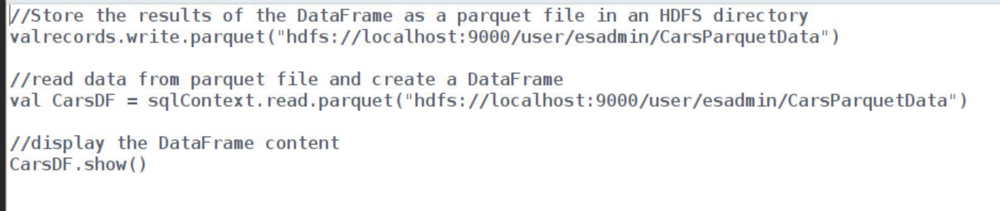 //Store the results of the DataFrame as a parquet file in an HDFS directory
valrecords.write.parquet("hdfs://localhost:9000/user/esadmin/CarsParquetData")
//read data from parquet file and create a DataFrame
val CarsDF = sqlContext.read.parquet("hdfs://localhost:9000/user/esadmin/CarsParquetData")
//display the DataFrame content
CarsDF.show()